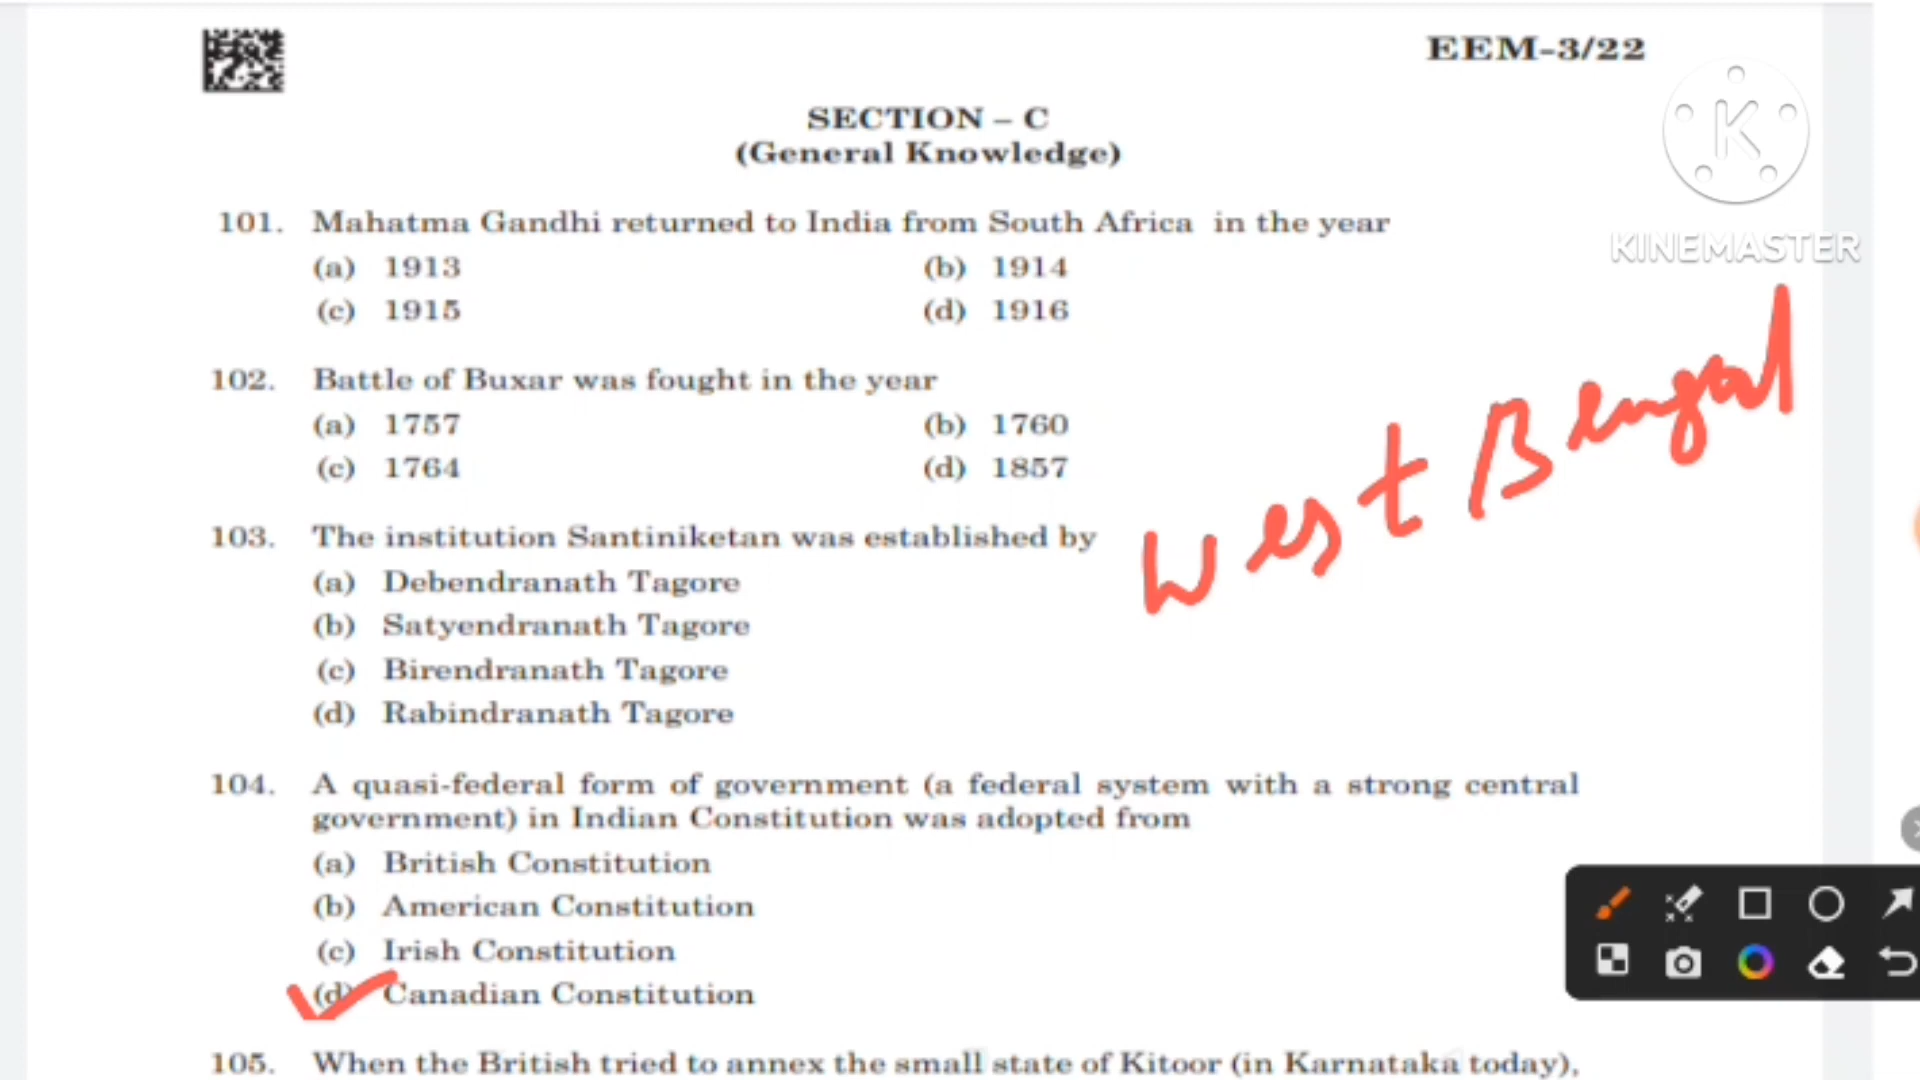 EEM-3/22
SECTION – C
(General Knowledge)
K
KINEMASTER
101. Mahatma Gandhi returned to India from South Africa in the year
(a) 1913 (b) 1914
(c) 1915 (d) 1916
102. Battle of Buxar was fought in the year
(a) 1757 (b) 1760
(c) 1764 (d) 1857
West Bengal
103. The institution Santiniketan was established by
(a) Debendranath Tagore
(b) Satyendranath Tagore
(c) Birendranath Tagore
(d) Rabindranath Tagore
104. A quasi-federal form of government (a federal system with a strong central
government) in Indian Constitution was adopted from
(a) British Constitution
(b) American Constitution
(c) Irish Constitution
(d) Canadian Constitution
105. When the British tried to annex the small state of Kitoor (in Karnataka today),